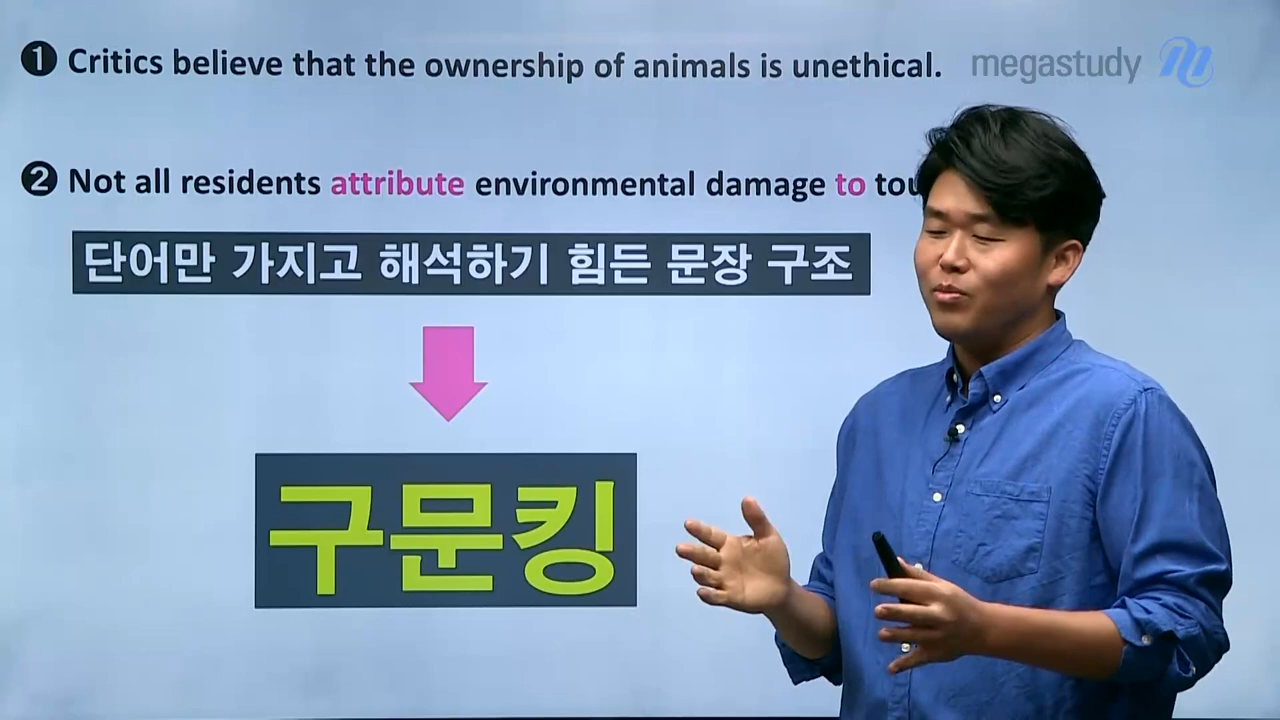 ❶ Critics believe that the ownership of animals is unethical.
megastudy
❷ Not all residents attribute environmental damage to
단어만 가지고 해석하기 힘든 문장 구조
구문킹